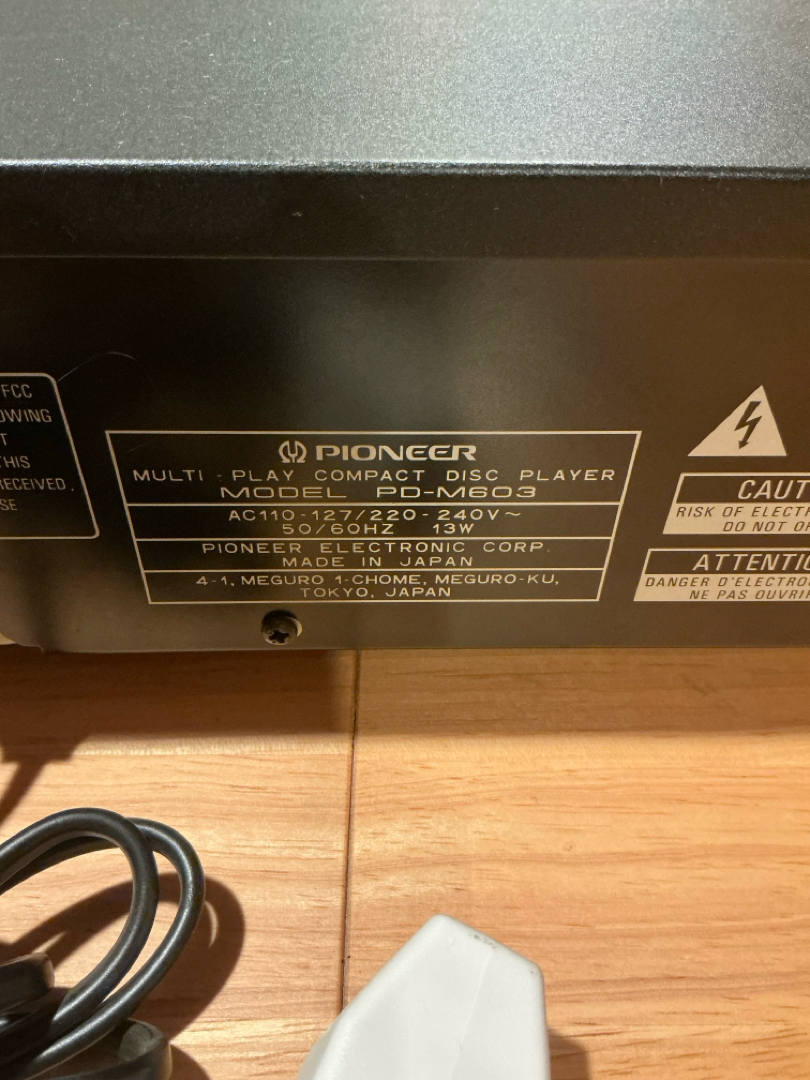 FCC
OWING
T
THIS
RECEIVED,
SE
PIONEER
MULTI-PLAY COMPACT DISC PLAYER
MODEL PD-M603
AC110-127/220-240V~
50/60HZ 13W
PIONEER ELECTRONIC CORP.
MADE IN JAPAN
4-1, MEGURO 1-CHOME, MEGURO-KU,
TOKYO, JAPAN
CAUT
RISK OF ELECTR
DO NOT OP
ATTENTIO
DANGER D'ELECTRO
NE PAS OUVRIR